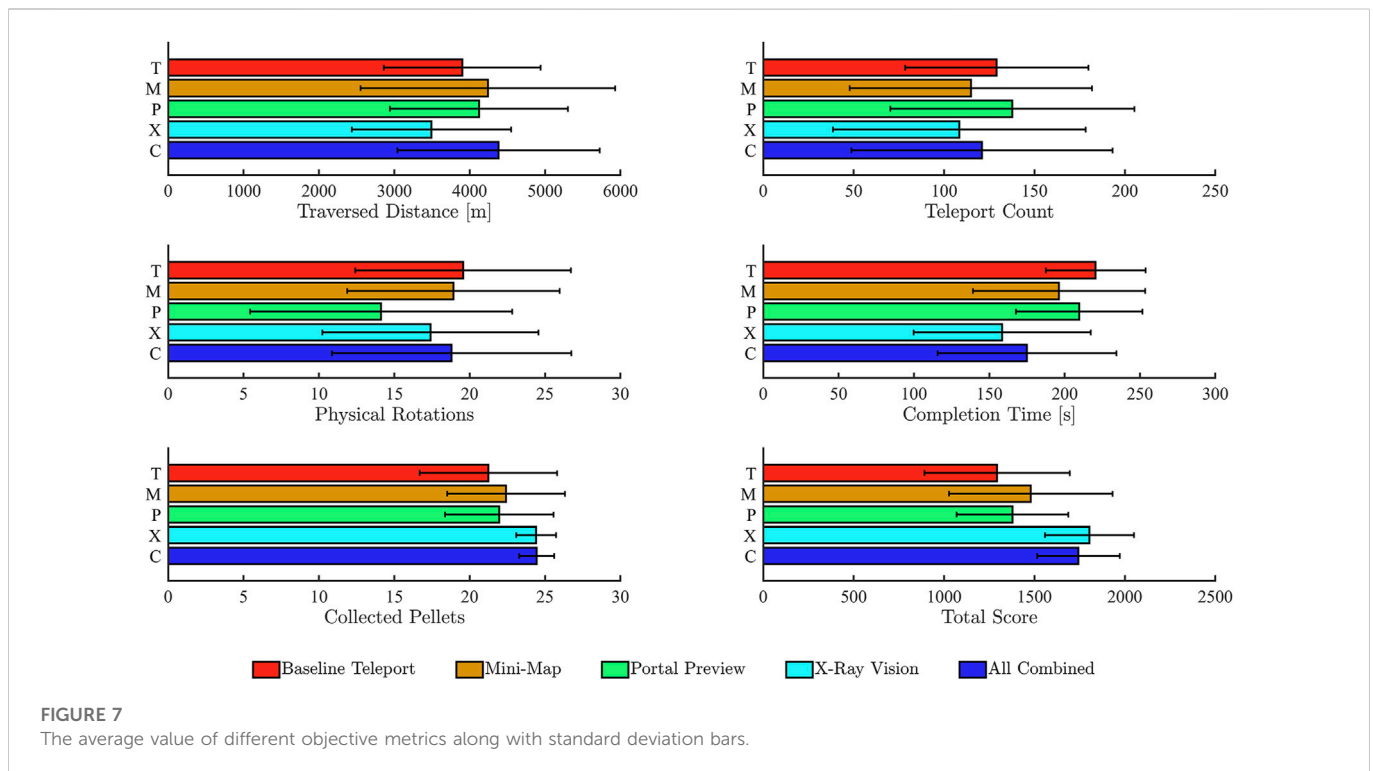 T
M
P
X
C
0 1000 2000 3000 4000 5000 6000
Traversed Distance [m]
T
M
P
X
C
0 50 100 150 200 250
Teleport Count
T
M
P
X
C
0 5 10 15 20 25 30
Physical Rotations
T
M
P
X
C
0 50 100 150 200 250 300
Completion Time [s]
T
M
P
X
C
0 5 10 15 20 25 30
Collected Pellets
T
M
P
X
C
0 500 1000 1500 2000 2500
Total Score
Baseline Teleport Mini-Map Portal Preview X-Ray Vision All Combined
FIGURE 7
The average value of different objective metrics along with standard deviation bars.